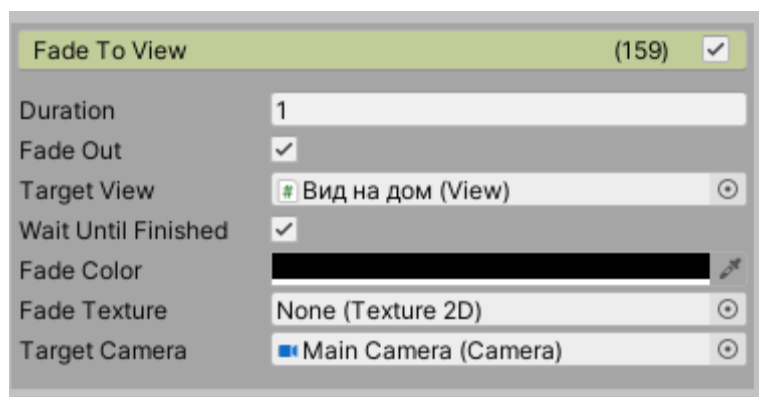 Fade To View (159)
Duration 1
Fade Out
Target View # Вид на дом (View)
Wait Until Finished
Fade Color
Fade Texture None (Texture 2D)
Target Camera Main Camera (Camera)